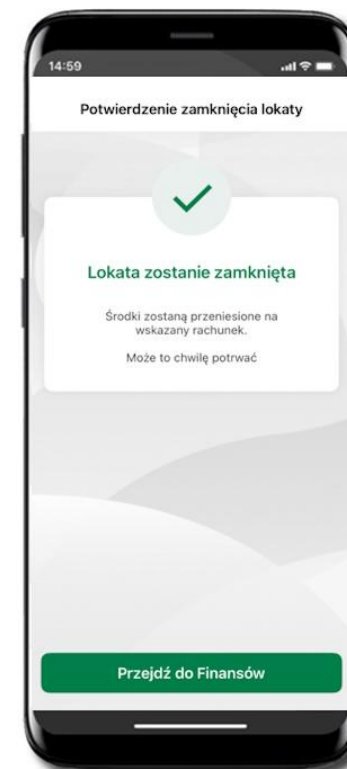 14:59
Potwierdzenie zamknięcia lokaty
Lokata zostanie zamknięta
Środki zostaną przeniesione na
wskazany rachunek.
Może to chwilę potrwać
Przejdź do Finansów